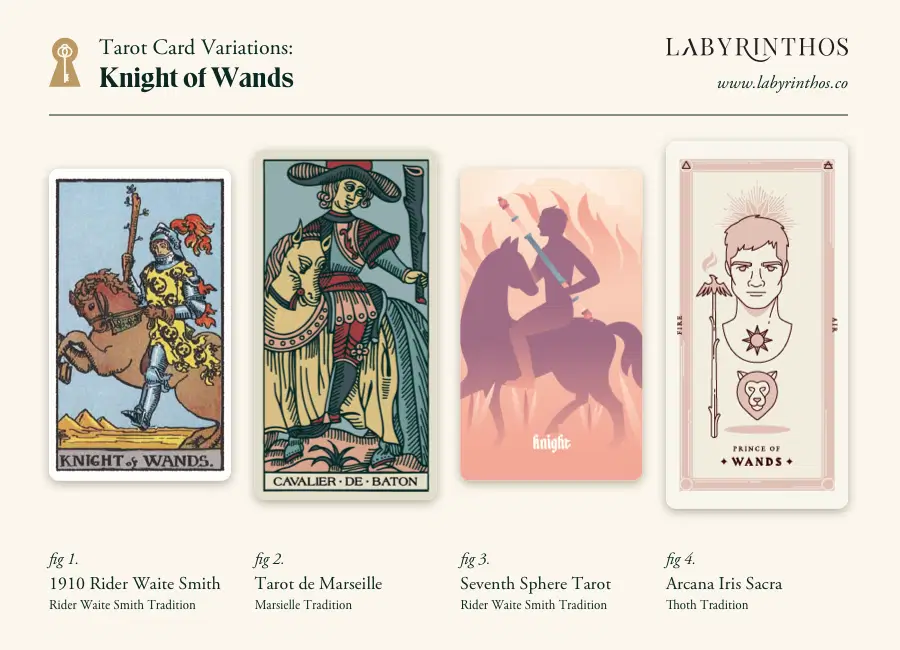 Tarot Card Variations:
Knight of Wands
LABYRINTHOS
www.labyrinthos.co
KNIGHT of WANDS.
CAVALIER·DE·BATON
knight
FIRE
AIR
PRINCE OF
WANDS
fig 1.
1910 Rider Waite Smith
Rider Waite Smith Tradition
fig 2.
Tarot de Marseille
Marsielle Tradition
fig 3.
Seventh Sphere Tarot
Rider Waite Smith Tradition
fig 4.
Arcana Iris Sacra
Thoth Tradition